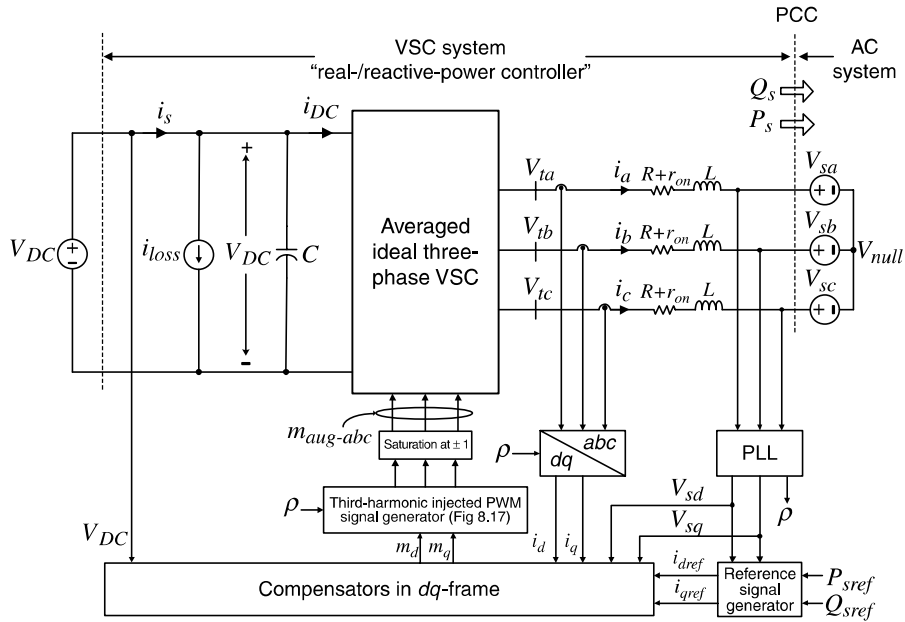 PCC
VSC system
"real-/reactive-power controller"
AC
system
Q_s
P_s
i_s
i_DC
V_DC
i_loss
+
V_DC
-
C
Averaged
ideal three-
phase VSC
V_ta
i_a
R+r_on
L
V_sa
V_tb
i_b
R+r_on
L
V_sb
V_null
V_tc
i_c
R+r_on
L
V_sc
m_aug-abc
Saturation at ± 1
ρ
abc
dq
PLL
ρ
Third-harmonic injected PWM
signal generator (Fig 8.17)
ρ
V_sd
V_sq
V_DC
m_d
m_q
i_d
i_q
i_dref
i_qref
Compensators in dq-frame
Reference
signal
generator
P_sref
Q_sref